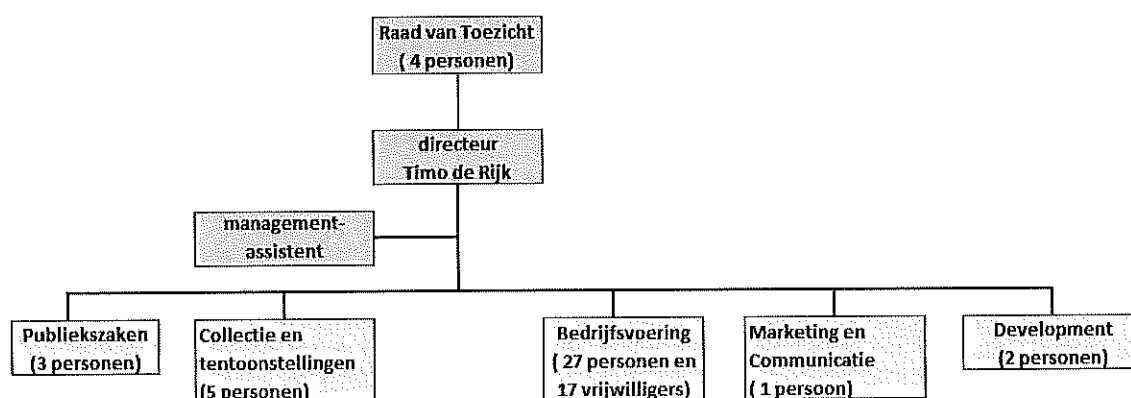 Raad van Toezicht
( 4 personen)
directeur
Timo de Rijk
management-
assistent
Publiekszaken
(3 personen)
Collectie en
tentoonstellingen
(5 personen)
Bedrijfsvoering
( 27 personen en
17 vrijwilligers)
Marketing en
Communicatie
( 1 persoon)
Development
(2 personen)